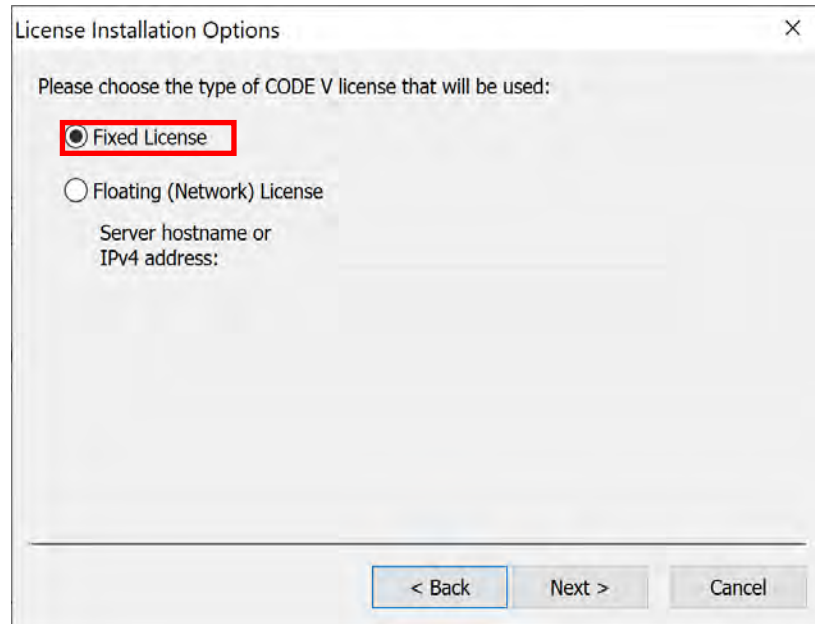 License Installation Options
Please choose the type of CODE V license that will be used:
Fixed License
Floating (Network) License
Server hostname or
IPv4 address:
< Back Next > Cancel